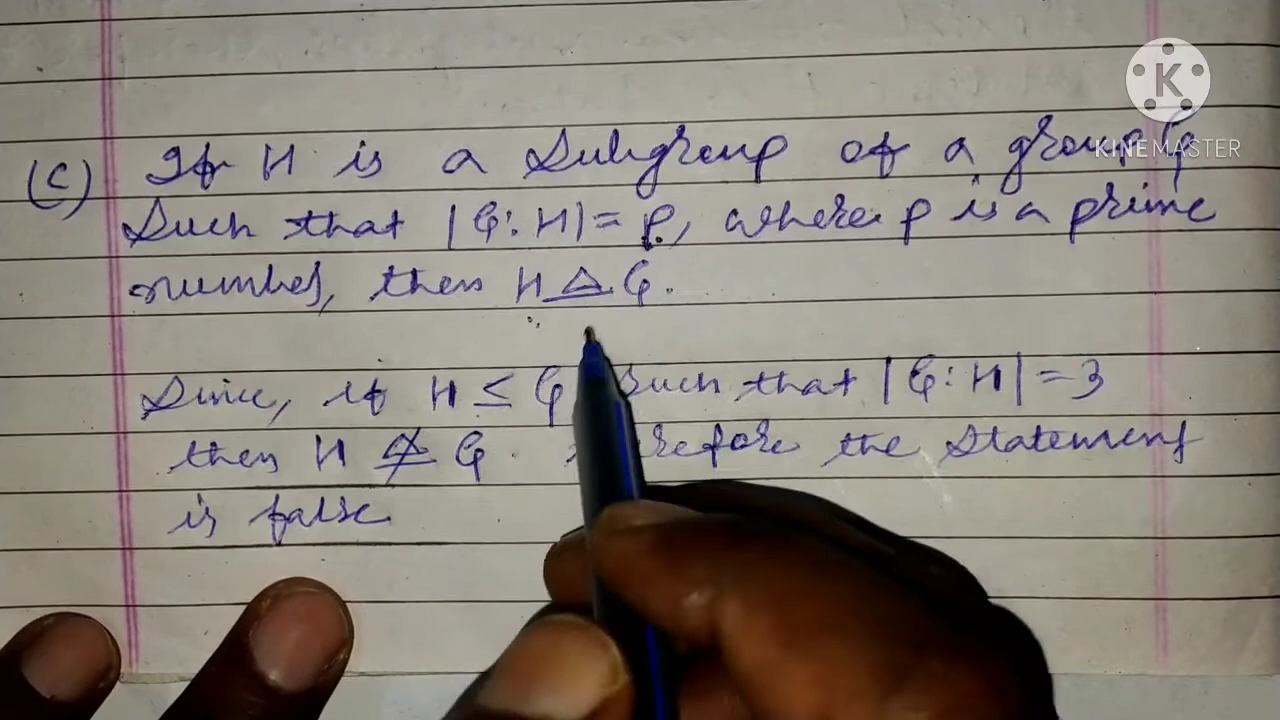 (C) If H is a subgroup of a group G
such that |G:H| = p, where p is a prime
number, then H ⊴ G.
Since, if H ≤ G such that |G:H| = 3
then H ⋬ G. the statement
is false
K
KINEMASTER